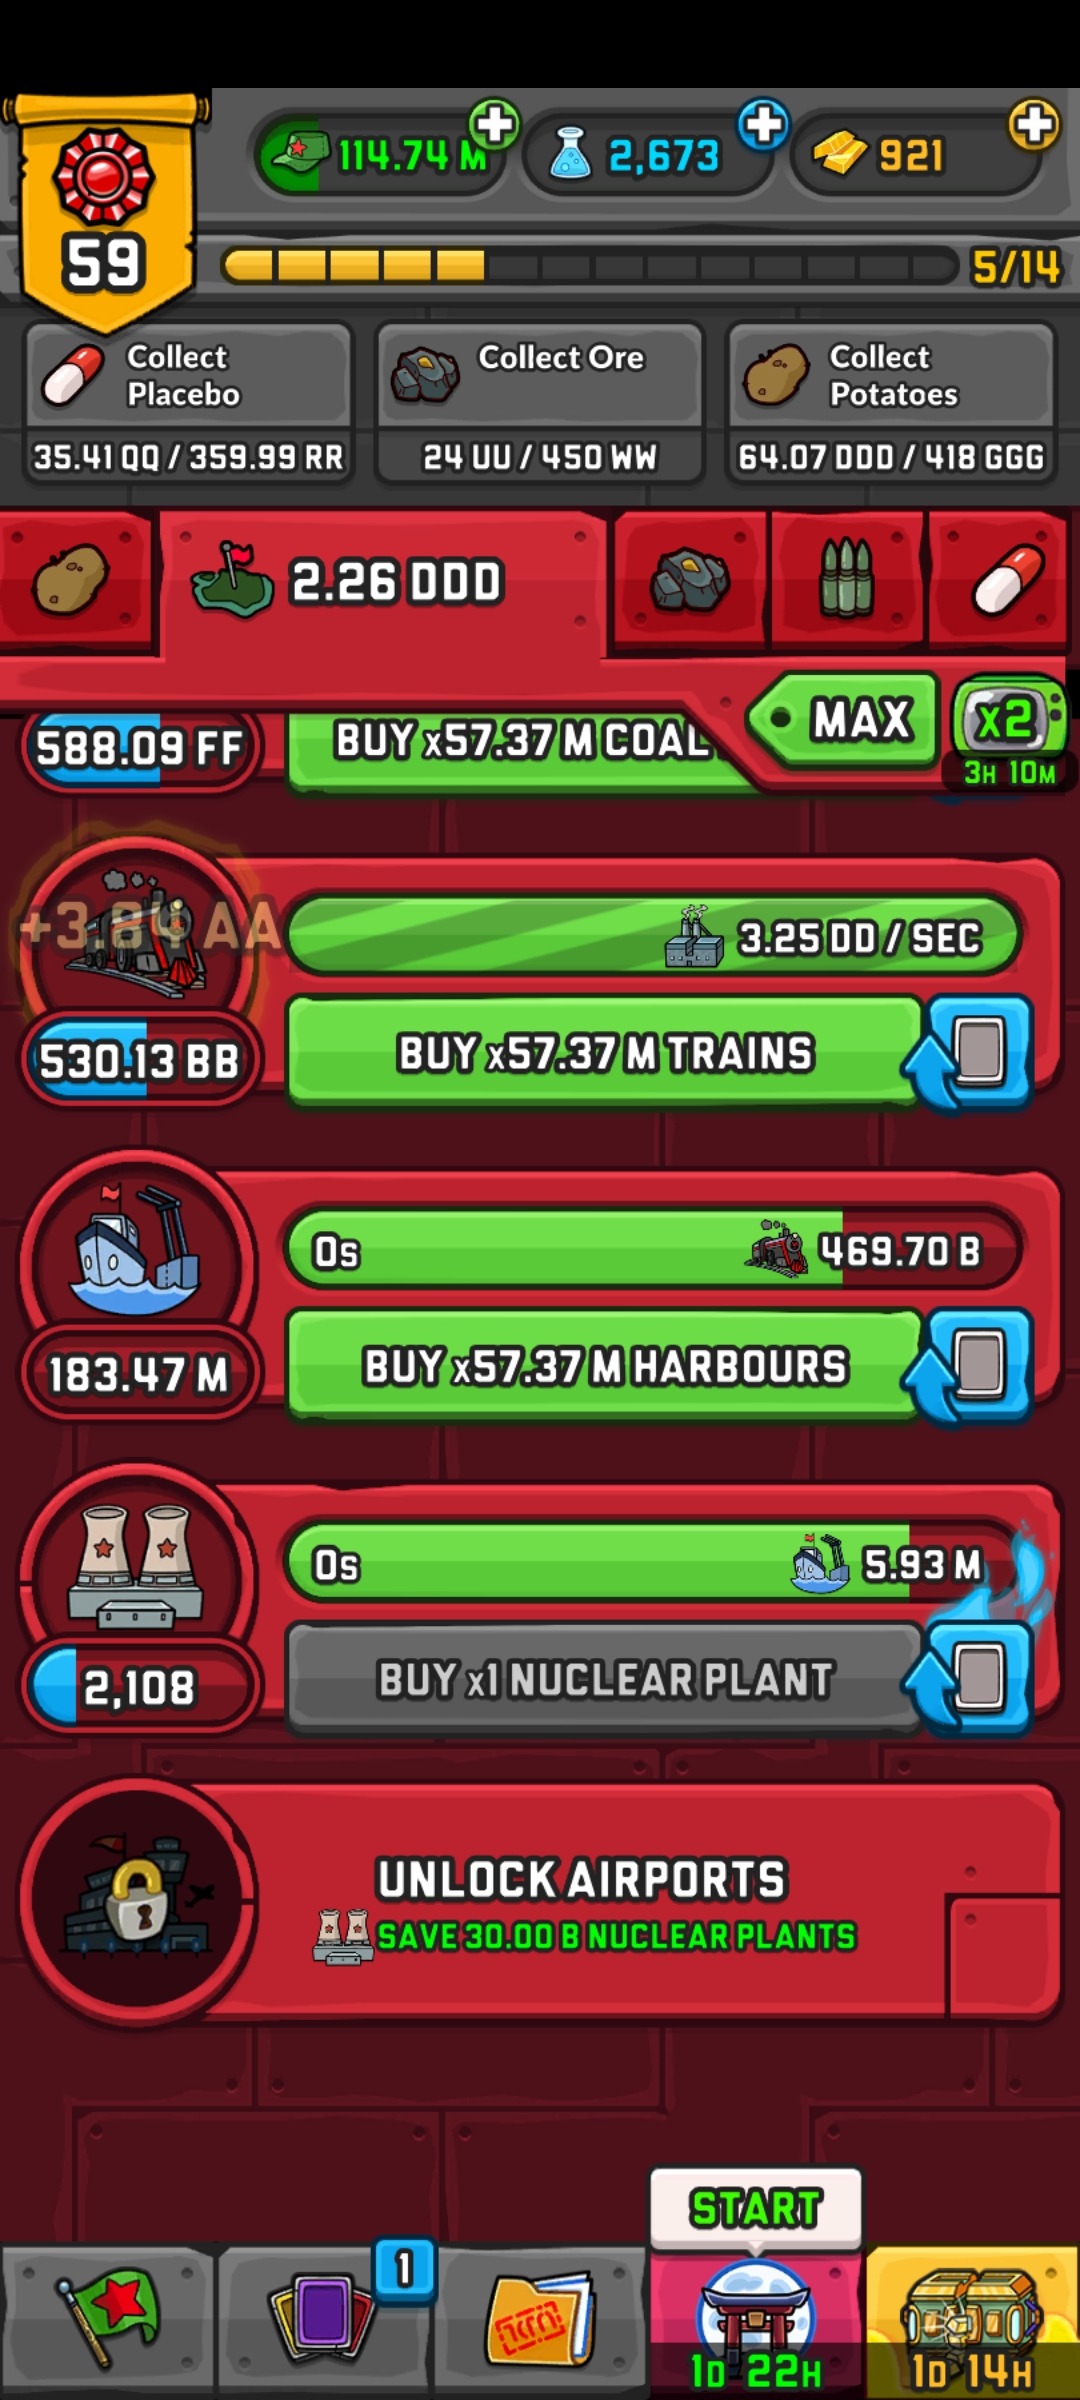 114.74 M
2,673
921
59
5/14
Collect
Placebo
35.41 QQ / 359.99 RR
Collect Ore
24 UU / 450 WW
Collect
Potatoes
64.07 DDD / 418 GGG
2.26 DDD
MAX
x2
3H 10M
588.09 FF
BUY x57.37 M COAL
+3.84 AA
3.25 DD / SEC
530.13 BB
BUY x57.37 M TRAINS
0s
469.70 B
183.47 M
BUY x57.37 M HARBOURS
0s
5.93 M
2,108
BUY x1 NUCLEAR PLANT
UNLOCK AIRPORTS
SAVE 30.00 B NUCLEAR PLANTS
START
1
1D 22H
1D 14H